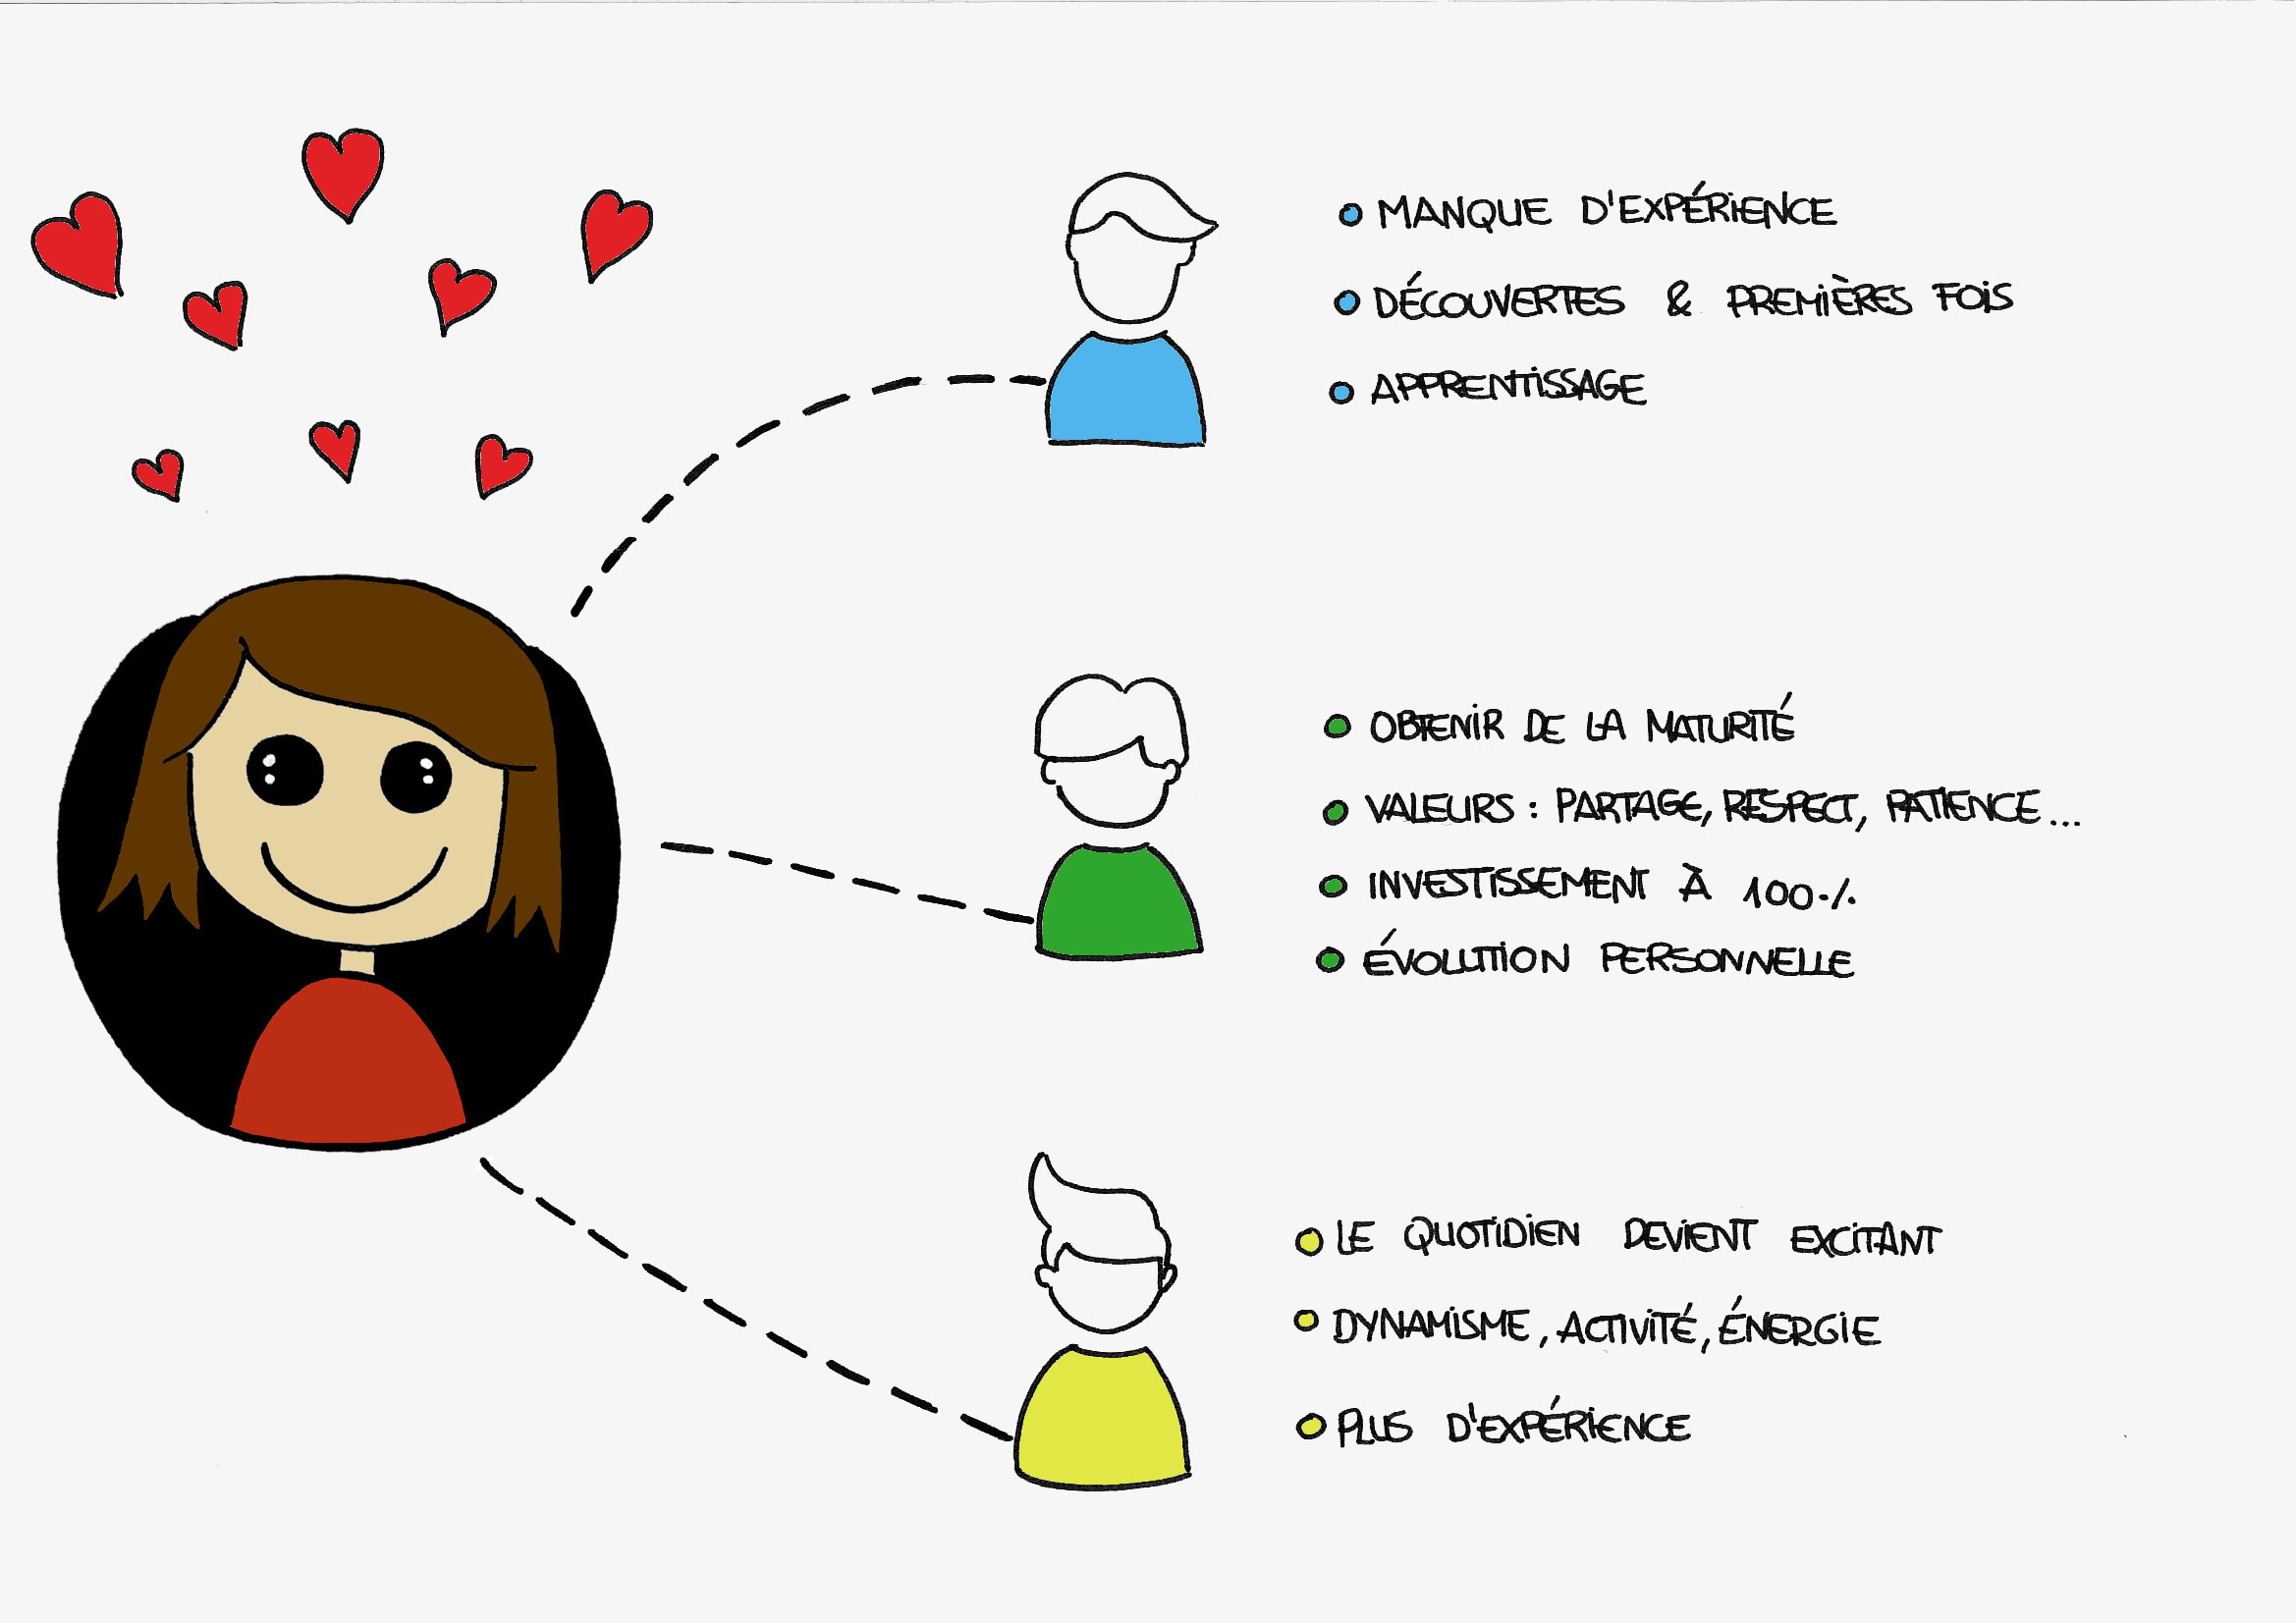 MANQUE D'EXPÉRIENCE
DÉCOUVERTES & PREMIÈRES FOIS
APPRENTISSAGE
OBTENIR DE LA MATURITÉ
VALEURS : PARTAGE, RESPECT, PATIENCE...
INVESTISSEMENT À 100%
ÉVOLUTION PERSONNELLE
LE QUOTIDIEN DEVIENT EXCITANT
DYNAMISME, ACTIVITÉ, ÉNERGIE
PLUS D'EXPÉRIENCE